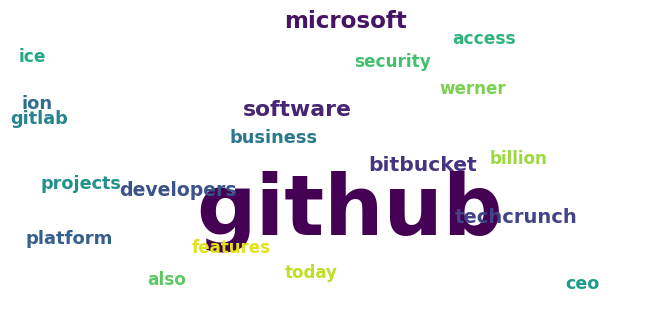 microsoft
access
ice
security
werner
ion
software
gitlab
business
billion
bitbucket
projects
developers
github
techcrunch
platform
features
today
also
ceo